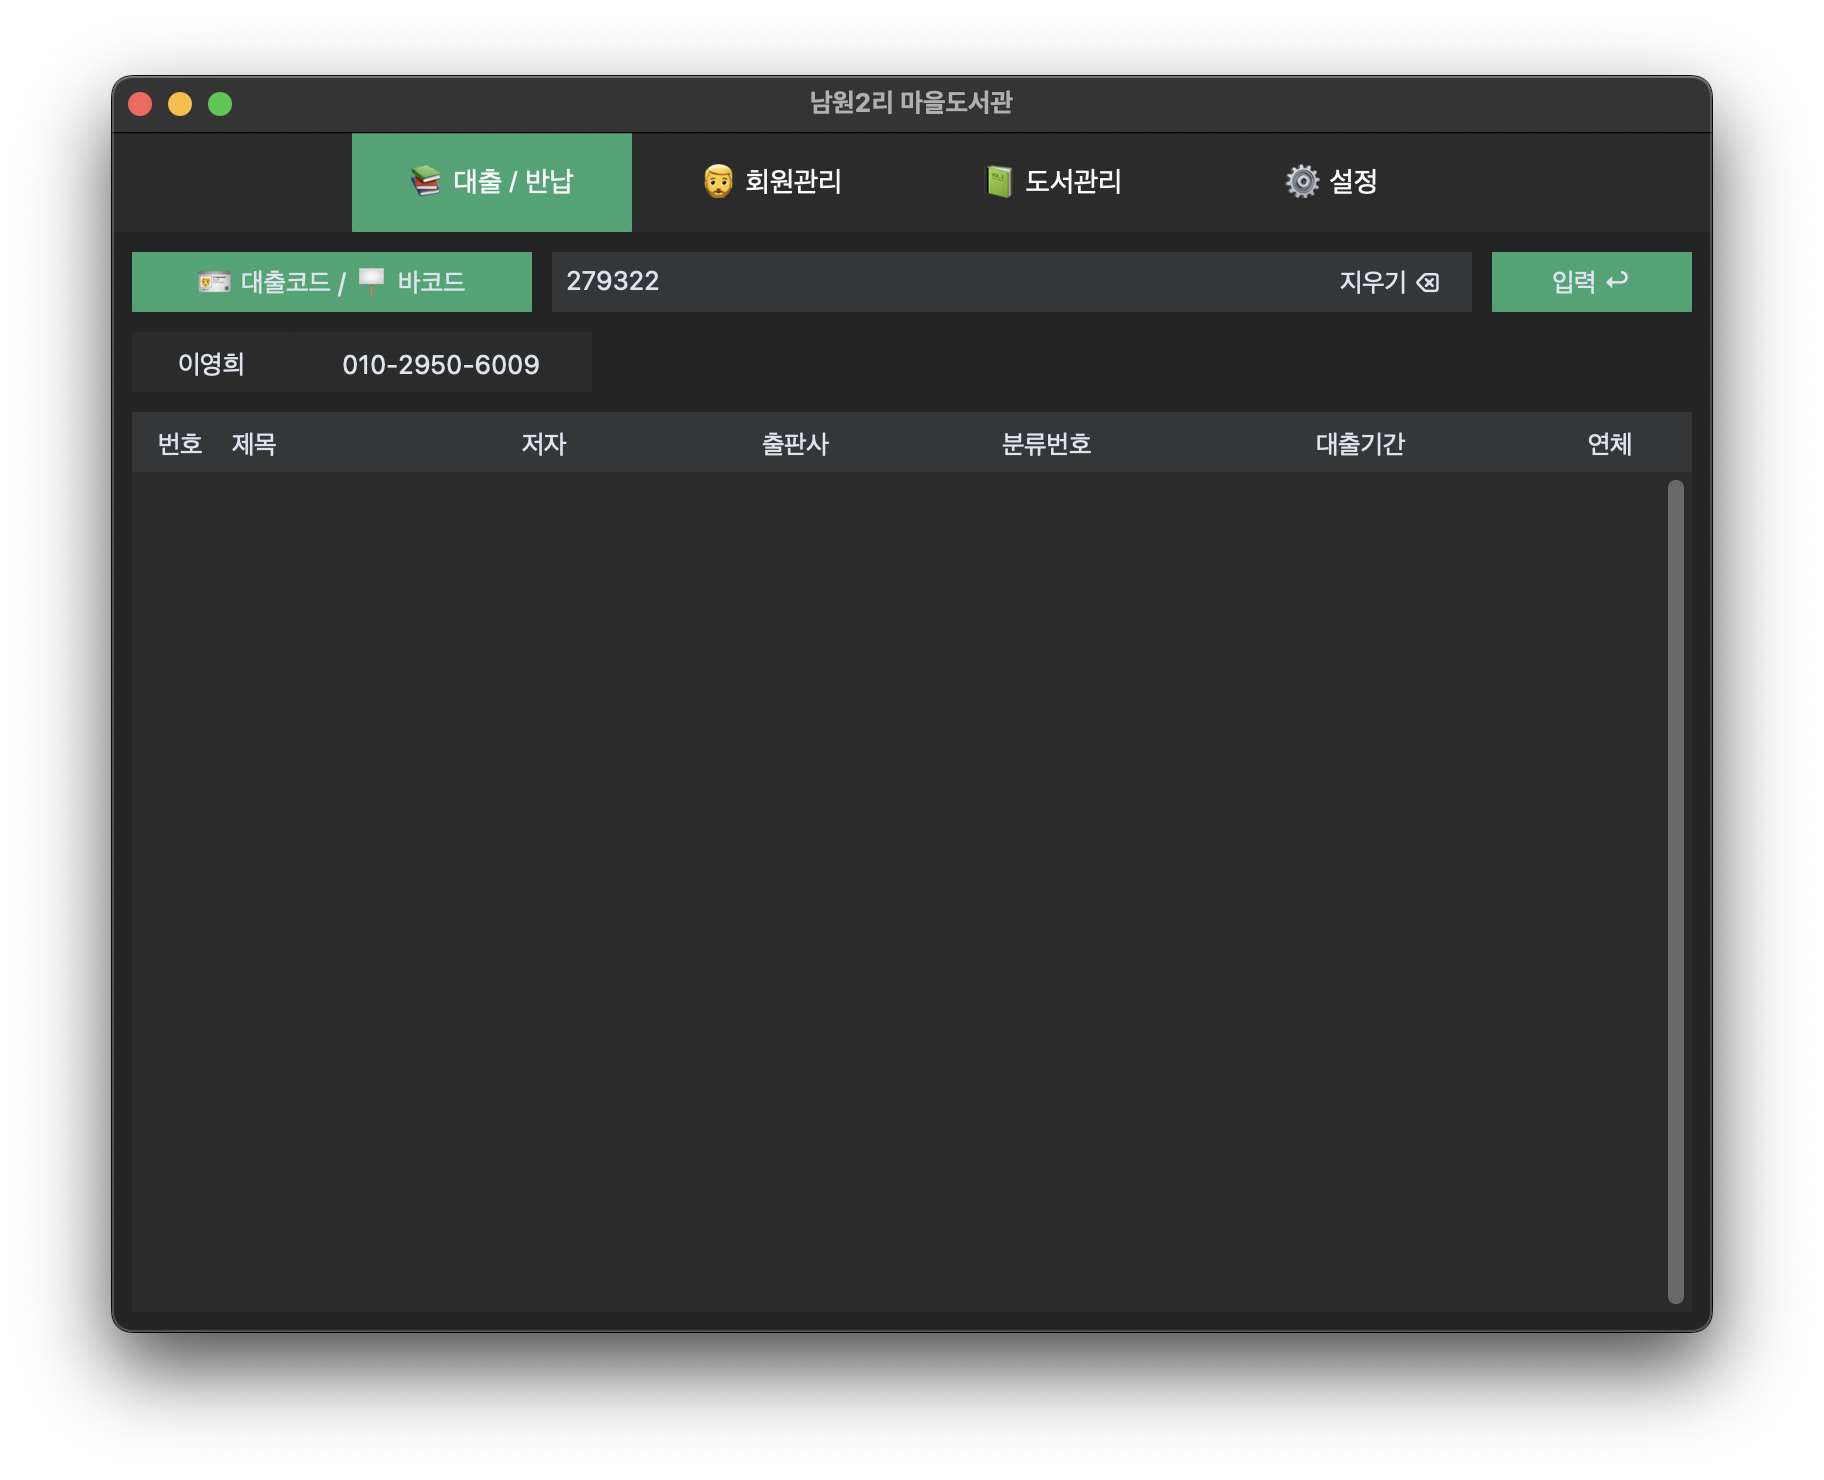 남원2리 마을도서관
📚 대출 / 반납 🧔 회원관리 📗 도서관리 ⚙️ 설정
🪪 대출코드 / 🪧 바코드 279322 지우기 ⌫ 입력 ↩
이영희 010-2950-6009
번호 제목 저자 출판사 분류번호 대출기간 연체